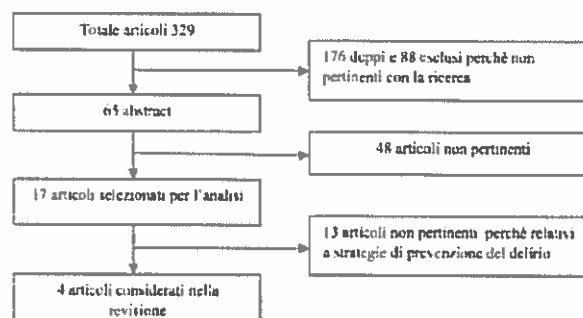 Totale articoli 329
176 doppi e 88 esclusi perchè non
pertinenti con la ricerca
65 abstract
48 articoli non pertinenti
17 articoli selezionati per l'analisi
13 articoli non pertinenti perchè relativi
a strategie di prevenzione del delirio
4 articoli considerati nella
revisione